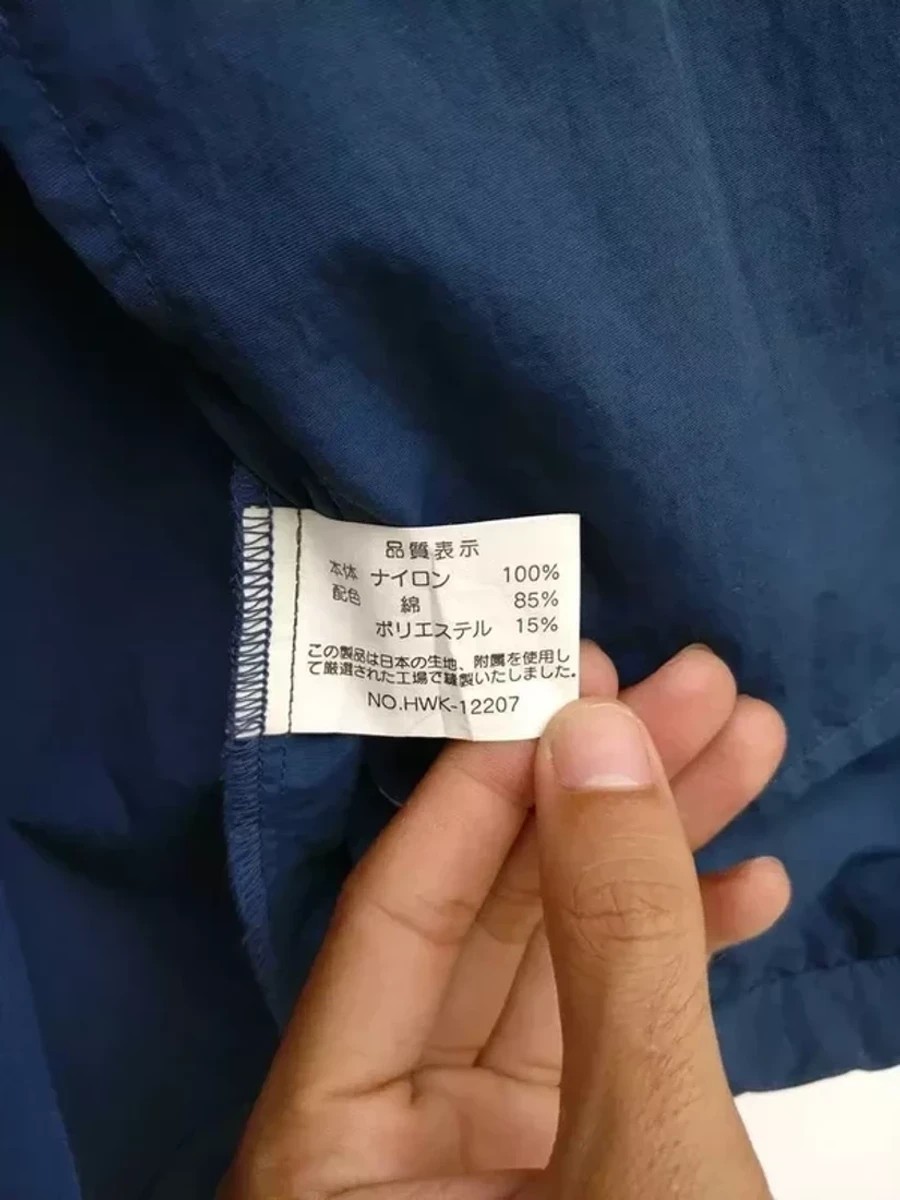 品質表示
本体 ナイロン 100%
配色 綿 85%
ポリエステル 15%
この製品は日本の生地、附属を使用し
て厳選された工場で縫製いたしました。
NO.HWK-12207